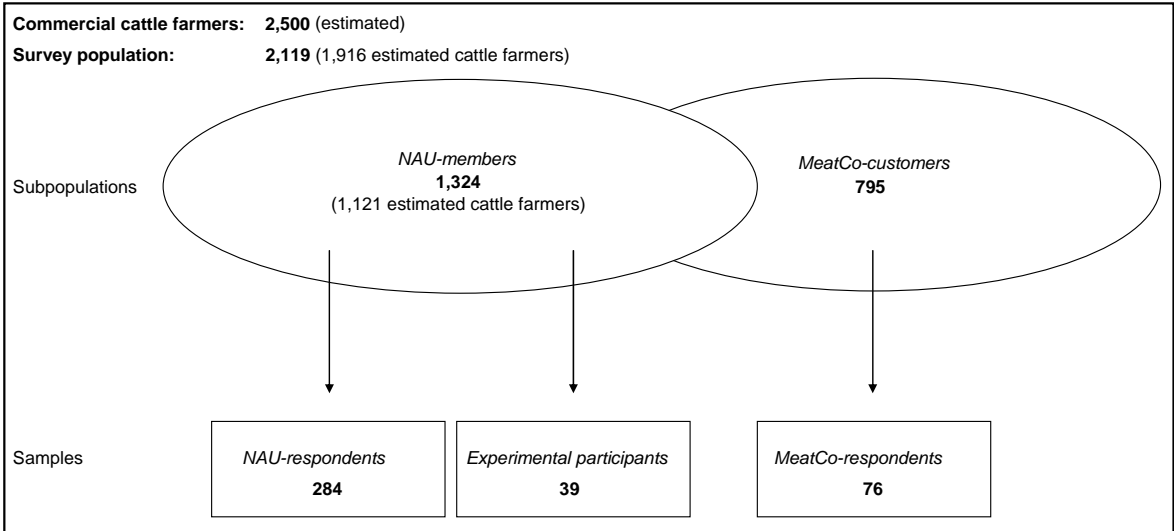 Commercial cattle farmers: 2,500 (estimated)
Survey population: 2,119 (1,916 estimated cattle farmers)
Subpopulations
NAU-members
1,324
(1,121 estimated cattle farmers)
MeatCo-customers
795
Samples
NAU-respondents
284
Experimental participants
39
MeatCo-respondents
76